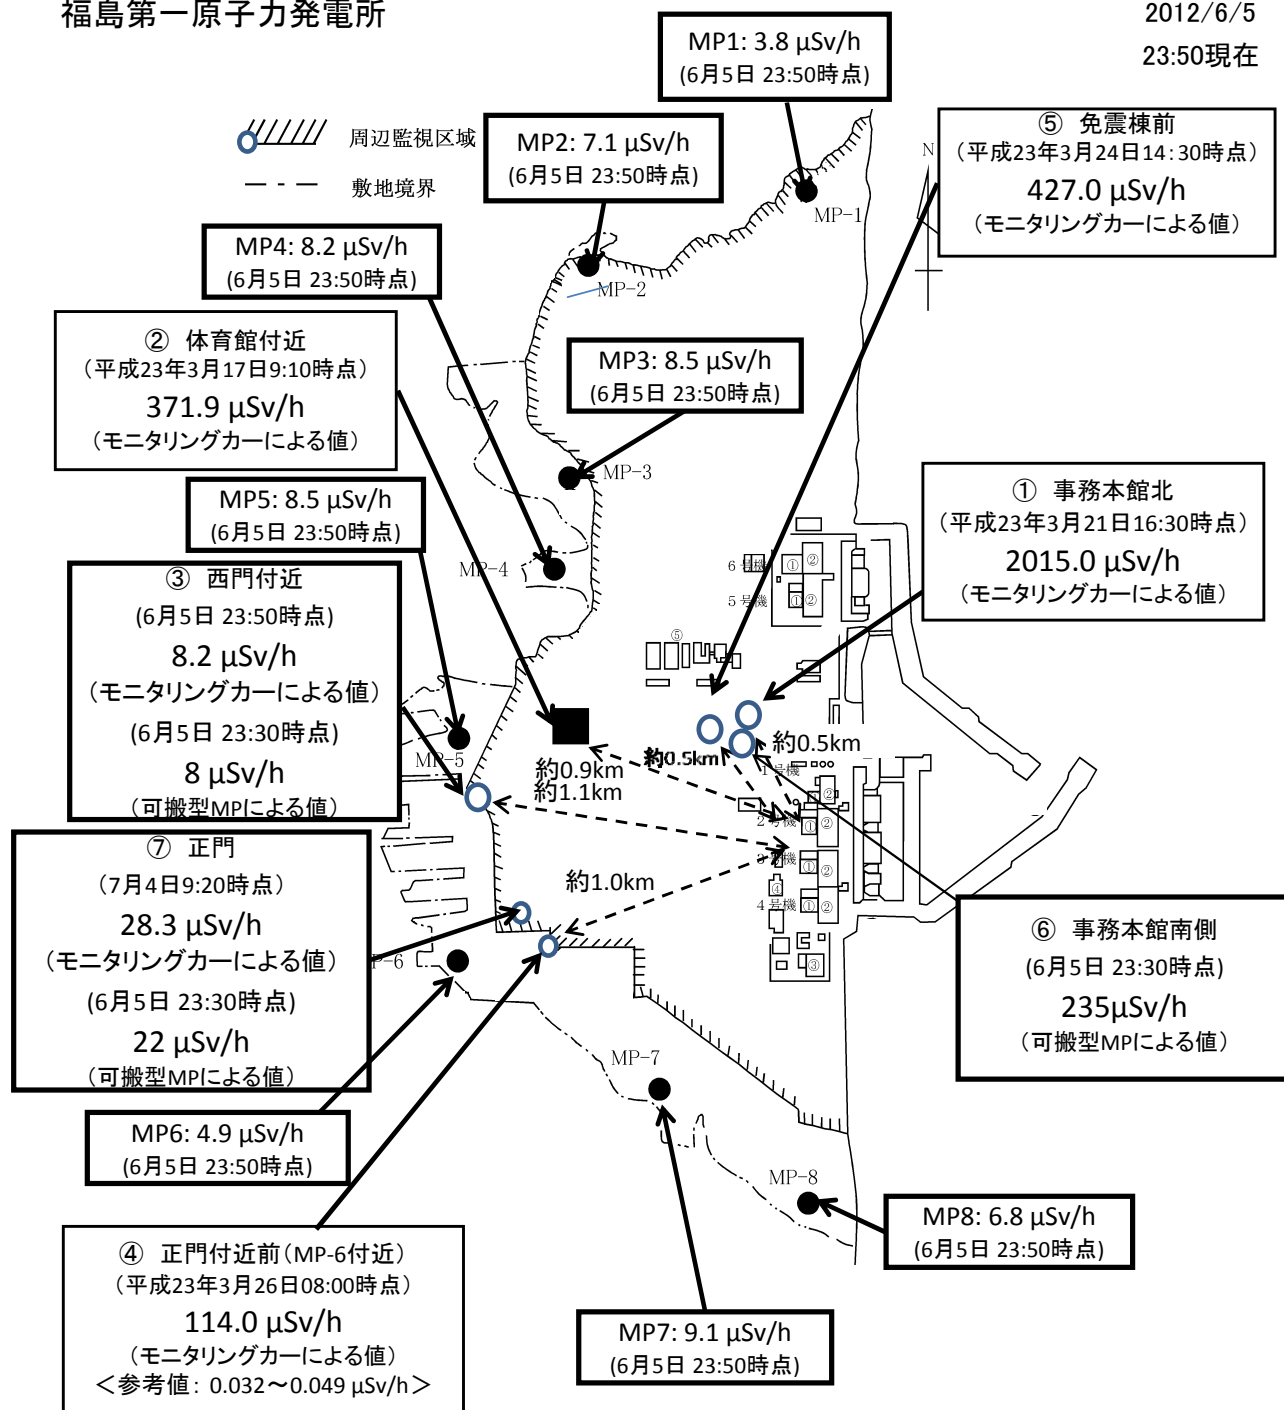 福島第一原子力発電所
2012/6/5
23:50現在
MP1: 3.8 µSv/h
(6月5日 23:50時点)
周辺監視区域
敷地境界
MP2: 7.1 µSv/h
(6月5日 23:50時点)
⑤ 免震棟前
(平成23年3月24日14:30時点)
427.0 µSv/h
(モニタリングカーによる値)
N
MP-1
MP4: 8.2 µSv/h
(6月5日 23:50時点)
MP-2
② 体育館付近
(平成23年3月17日9:10時点)
371.9 µSv/h
(モニタリングカーによる値)
MP3: 8.5 µSv/h
(6月5日 23:50時点)
MP-3
MP5: 8.5 µSv/h
(6月5日 23:50時点)
① 事務本館北
(平成23年3月21日16:30時点)
2015.0 µSv/h
(モニタリングカーによる値)
MP-4
6号機
① ②
5号機
① ②
⑤
③ 西門付近
(6月5日 23:50時点)
8.2 µSv/h
(モニタリングカーによる値)
(6月5日 23:30時点)
8 µSv/h
(可搬型MPによる値)
MP-5
約0.9km
約1.1km
約0.5km
約0.5km
1号機
① ②
2号機
① ②
3号機
① ②
④
4号機
① ②
③
約1.0km
⑦ 正門
(7月4日9:20時点)
28.3 µSv/h
(モニタリングカーによる値)
(6月5日 23:30時点)
22 µSv/h
(可搬型MPによる値)
P-6
⑥ 事務本館南側
(6月5日 23:30時点)
235µSv/h
(可搬型MPによる値)
MP-7
MP6: 4.9 µSv/h
(6月5日 23:50時点)
MP-8
MP8: 6.8 µSv/h
(6月5日 23:50時点)
④ 正門付近前(MP-6付近)
(平成23年3月26日08:00時点)
114.0 µSv/h
(モニタリングカーによる値)
＜参考値: 0.032～0.049 µSv/h＞
MP7: 9.1 µSv/h
(6月5日 23:50時点)